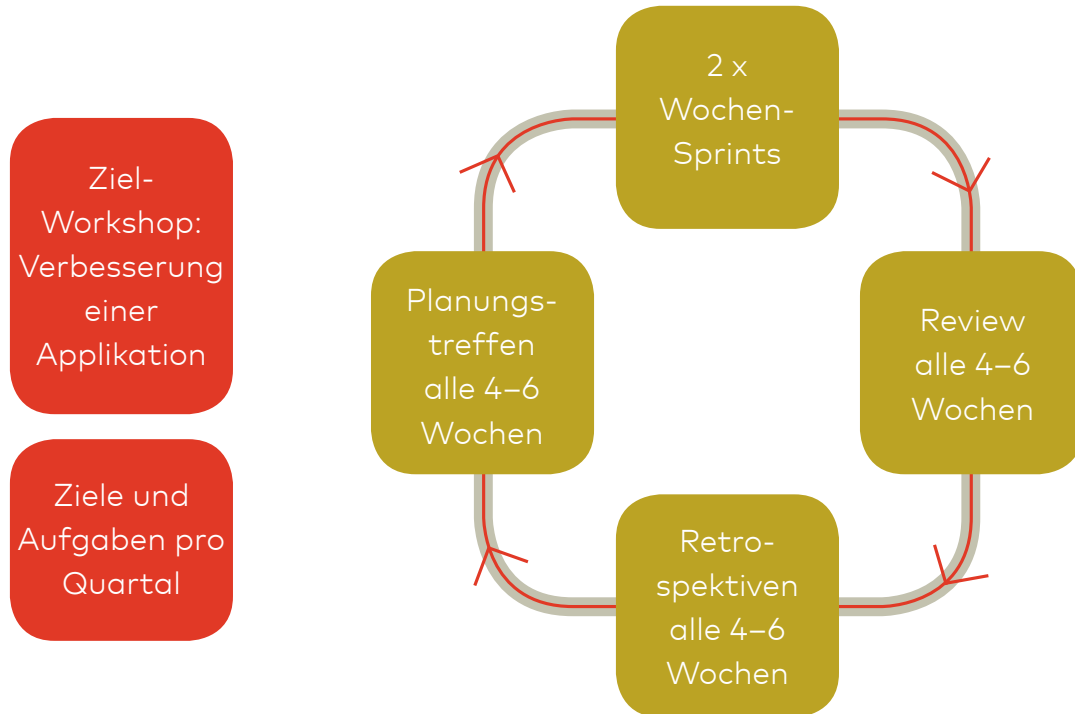 Ziel-
Workshop:
Verbesserung
einer
Applikation
Ziele und
Aufgaben pro
Quartal
2 x
Wochen-
Sprints
Planungs-
treffen
alle 4–6
Wochen
Review
alle 4–6
Wochen
Retro-
spektiven
alle 4–6
Wochen